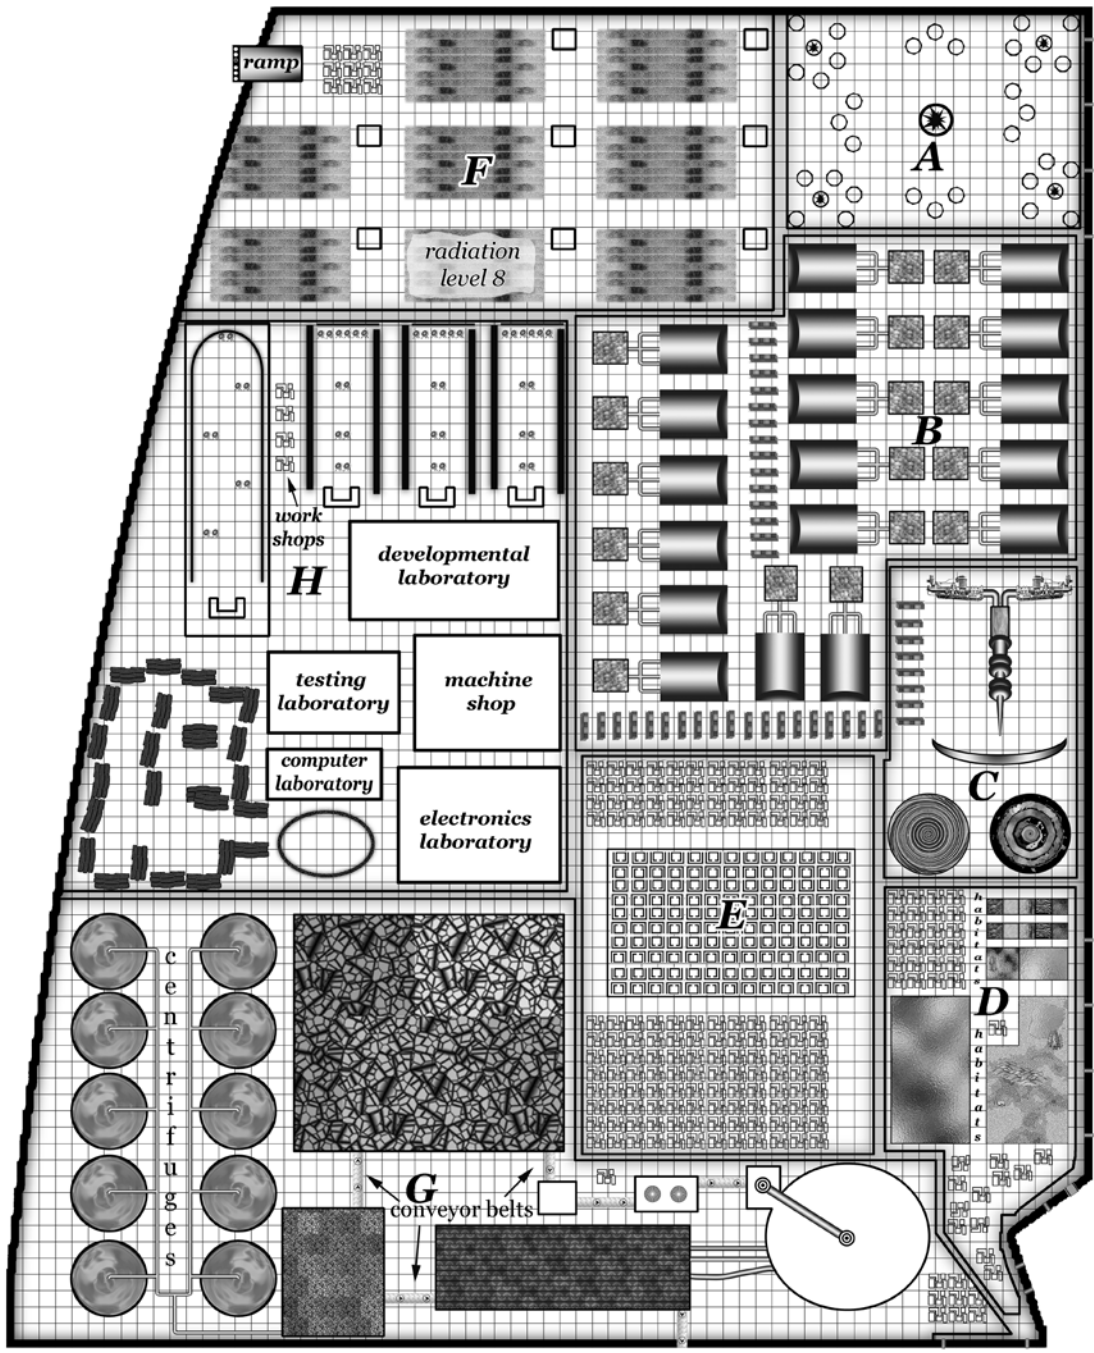 ramp
F
A
radiation
level 8
B
work
shops
H
developmental
laboratory
testing
laboratory
machine
shop
computer
laboratory
electronics
laboratory
C
E
habitats
D
habitats
centrifuges
G
conveyor belts